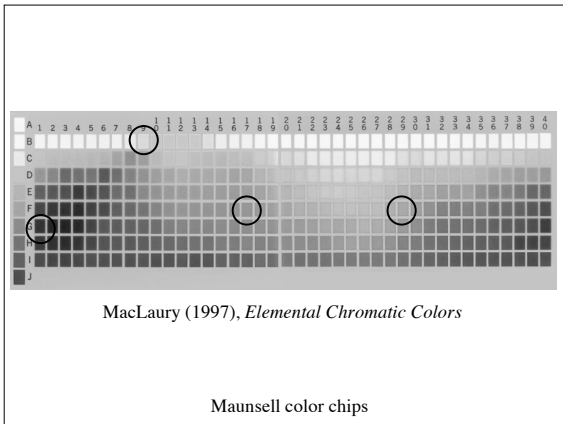 A 1 2 3 4 5 6 7 8 9 10 11 12 13 14 15 16 17 18 19 20 21 22 23 24 25 26 27 28 29 30 31 32 33 34 35 36 37 38 39 40
B
C
D
E
F
G
H
I
J
MacLaury (1997), Elemental Chromatic Colors
Maunsell color chips